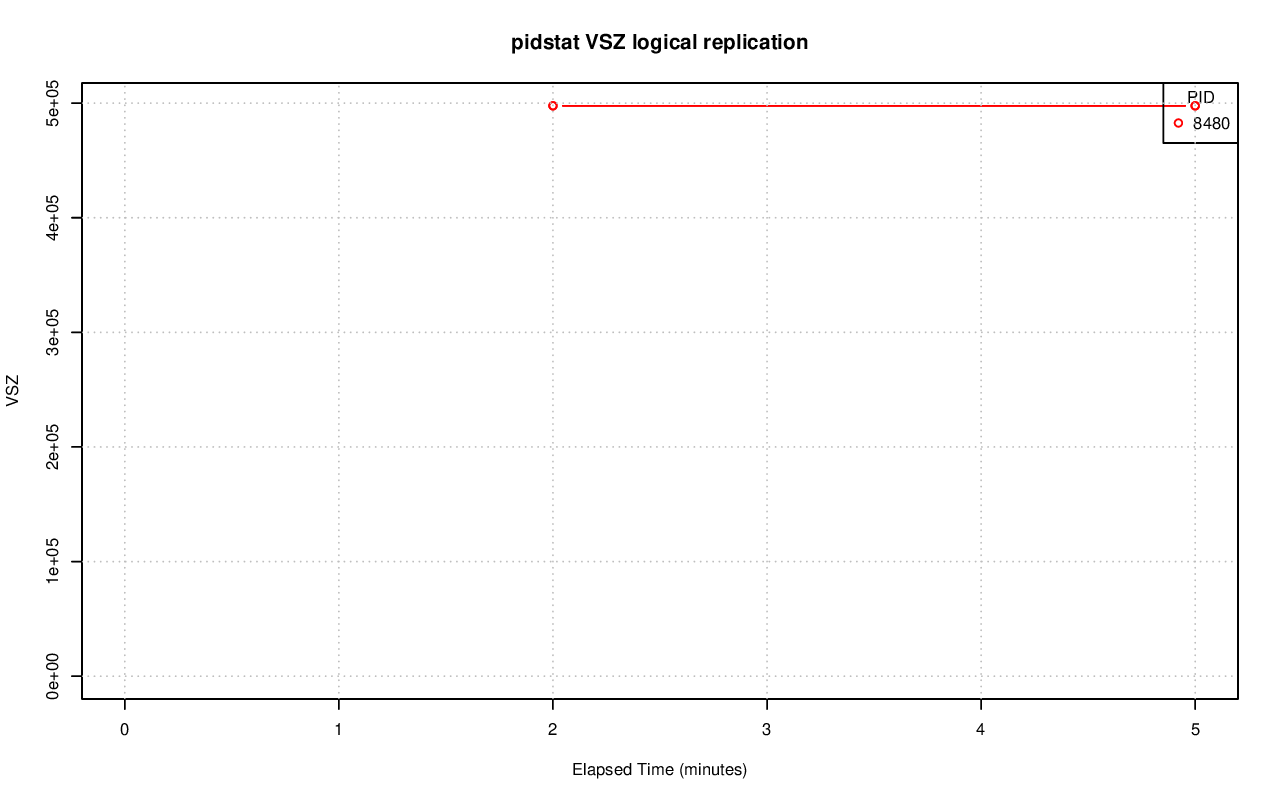 pidstat VSZ logical replication
PID
8480
5e+05
4e+05
3e+05
2e+05
1e+05
0e+00
VSZ
0 1 2 3 4 5
Elapsed Time (minutes)